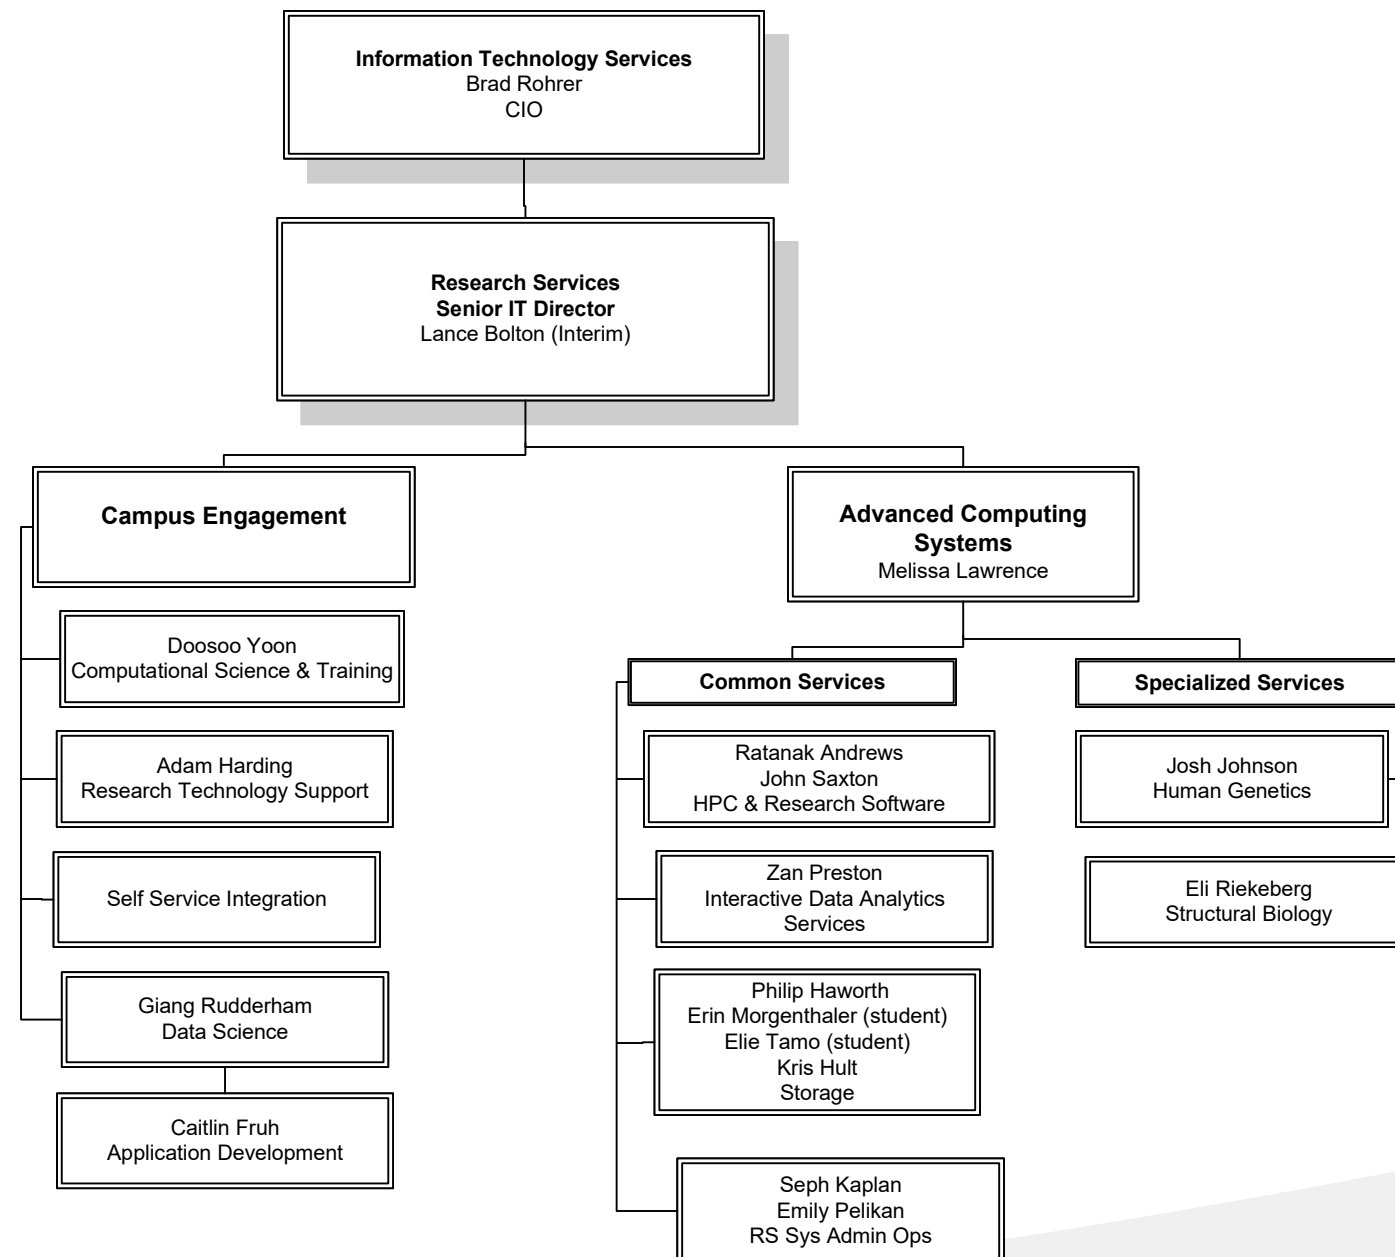 Information Technology Services
Brad Rohrer
CIO
Research Services
Senior IT Director
Lance Bolton (Interim)
Campus Engagement
Doosoo Yoon
Computational Science & Training
Adam Harding
Research Technology Support
Self Service Integration
Giang Rudderham
Data Science
Caitlin Fruh
Application Development
Advanced Computing
Systems
Melissa Lawrence
Common Services
Ratanak Andrews
John Saxton
HPC & Research Software
Zan Preston
Interactive Data Analytics
Services
Philip Haworth
Erin Morgenthaler (student)
Elie Tamo (student)
Kris Hult
Storage
Seph Kaplan
Emily Pelikan
RS Sys Admin Ops
Specialized Services
Josh Johnson
Human Genetics
Eli Riekeberg
Structural Biology